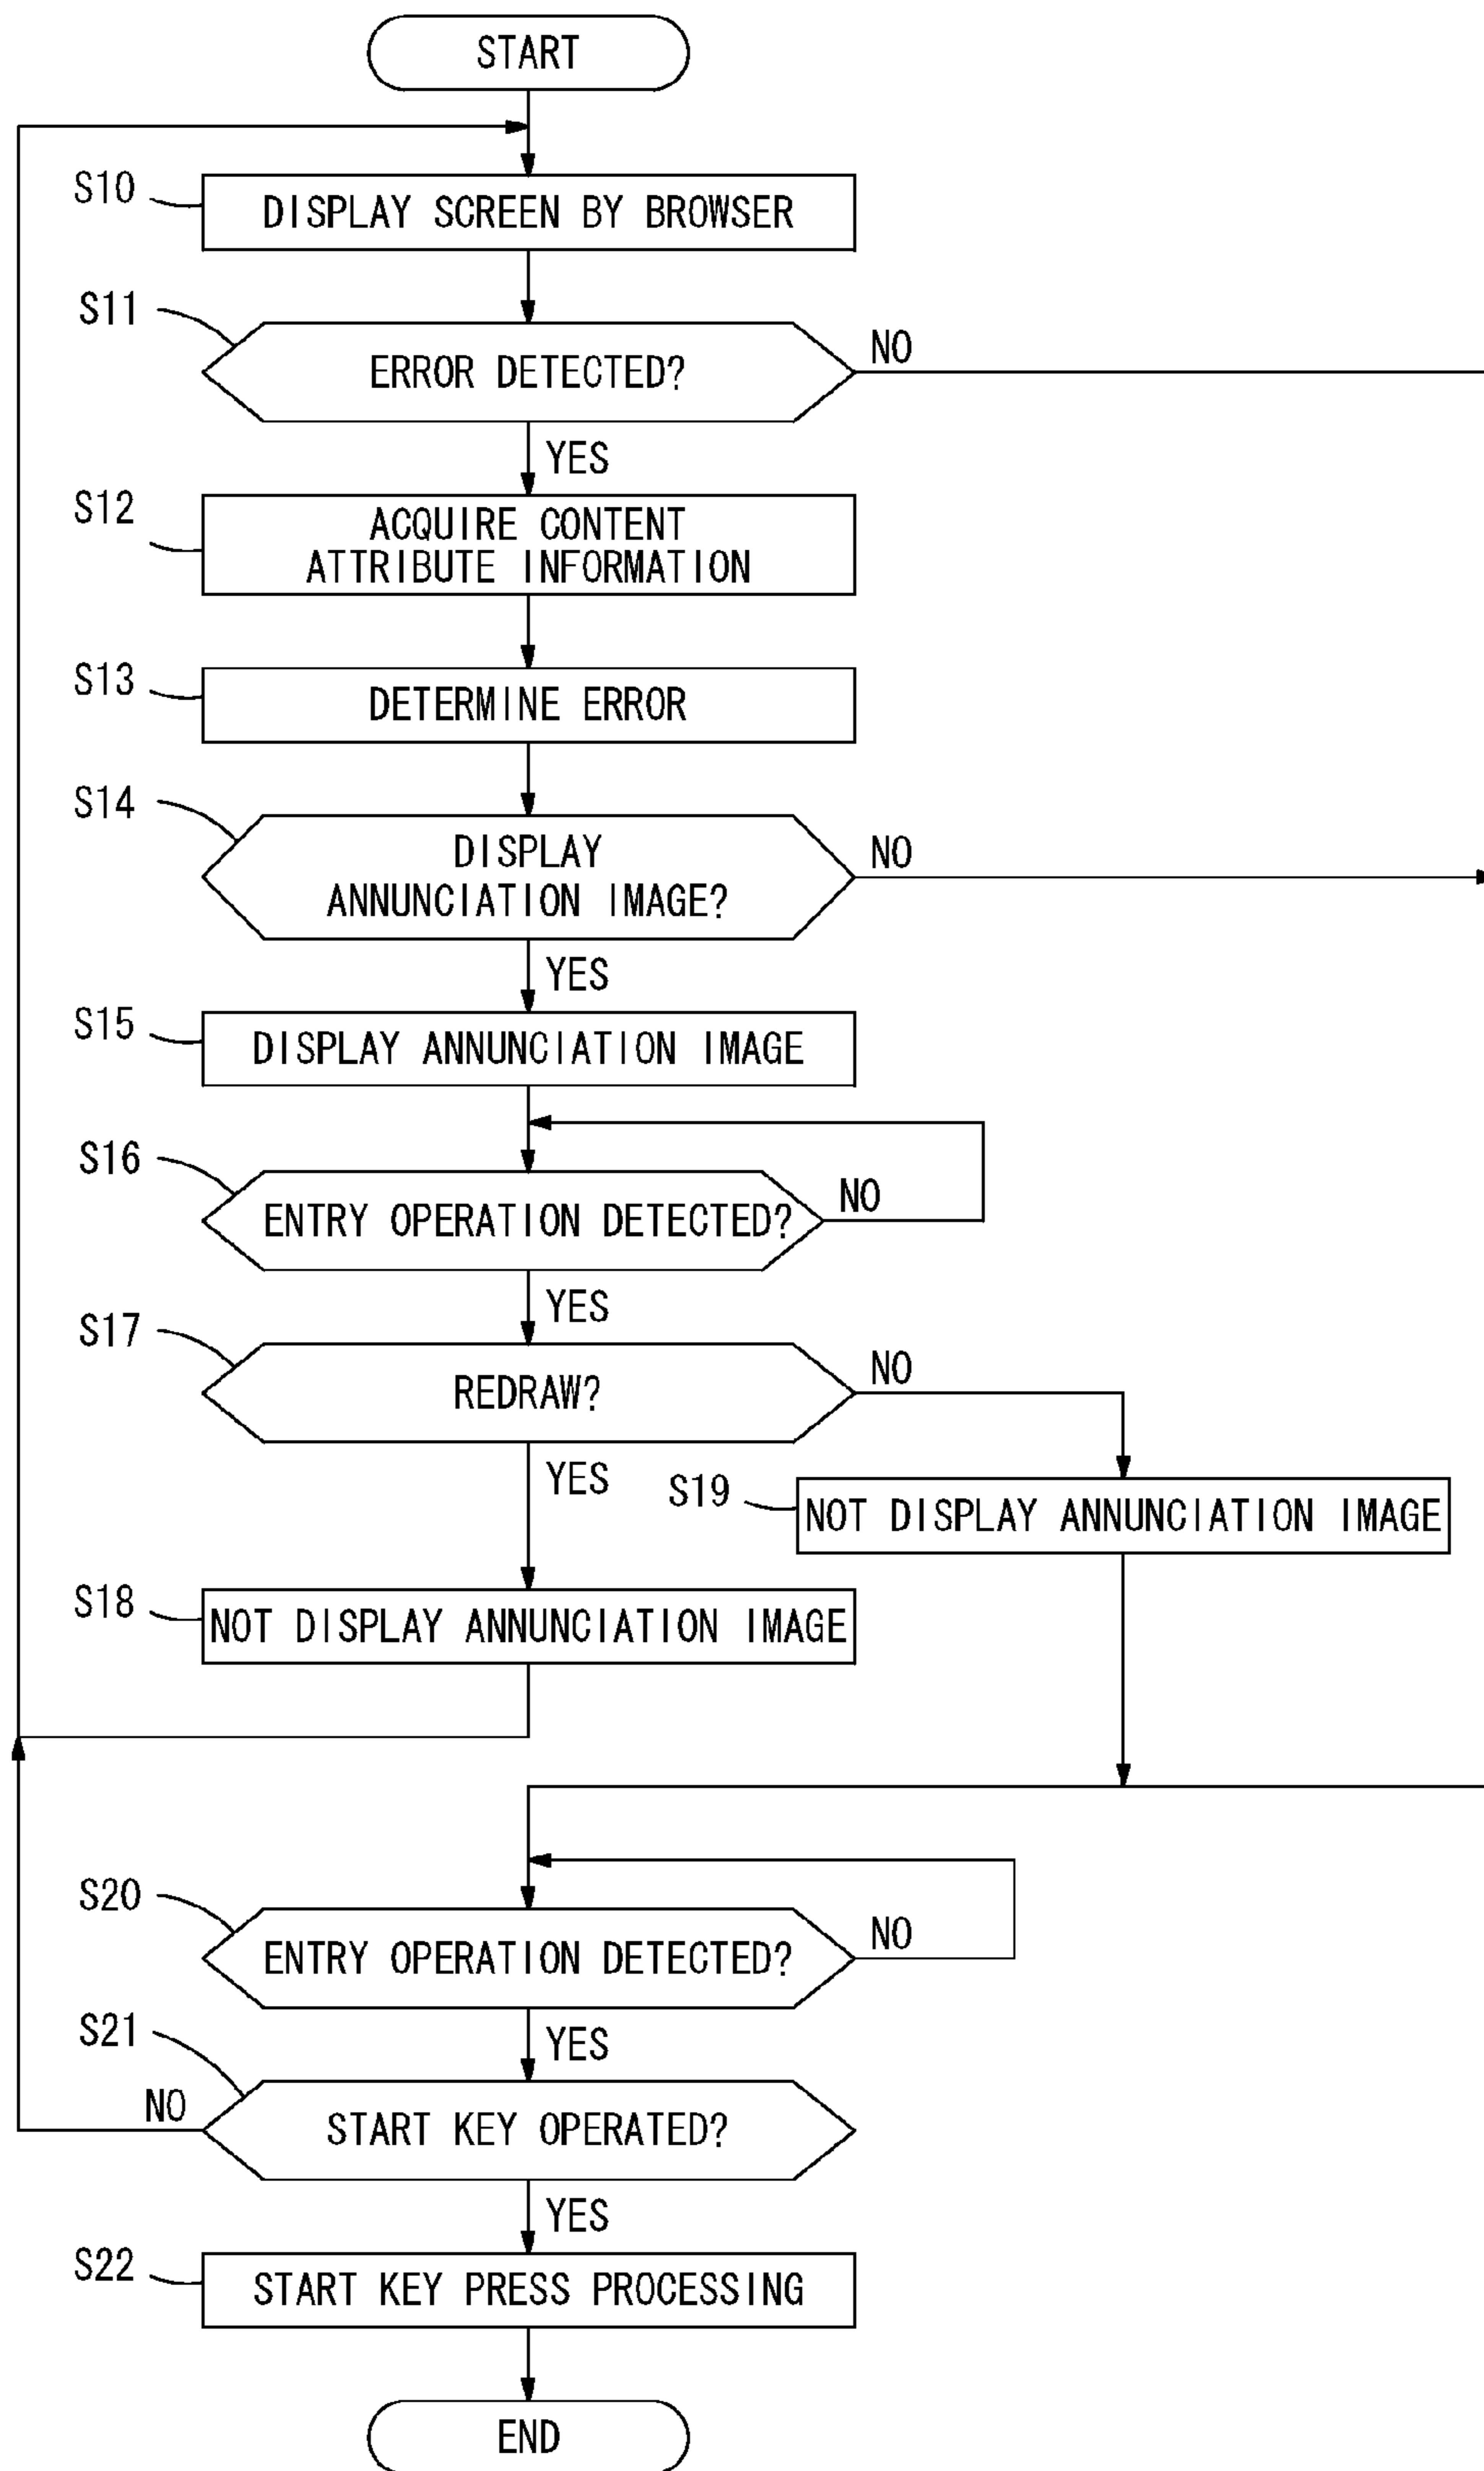 START
S10
DISPLAY SCREEN BY BROWSER
S11
ERROR DETECTED?
NO
YES
S12
ACQUIRE CONTENT
ATTRIBUTE INFORMATION
S13
DETERMINE ERROR
S14
DISPLAY
ANNUNCIATION IMAGE?
NO
YES
S15
DISPLAY ANNUNCIATION IMAGE
S16
ENTRY OPERATION DETECTED?
NO
YES
S17
REDRAW?
NO
YES
S19
NOT DISPLAY ANNUNCIATION IMAGE
S18
NOT DISPLAY ANNUNCIATION IMAGE
S20
ENTRY OPERATION DETECTED?
NO
YES
S21
NO
START KEY OPERATED?
YES
S22
START KEY PRESS PROCESSING
END